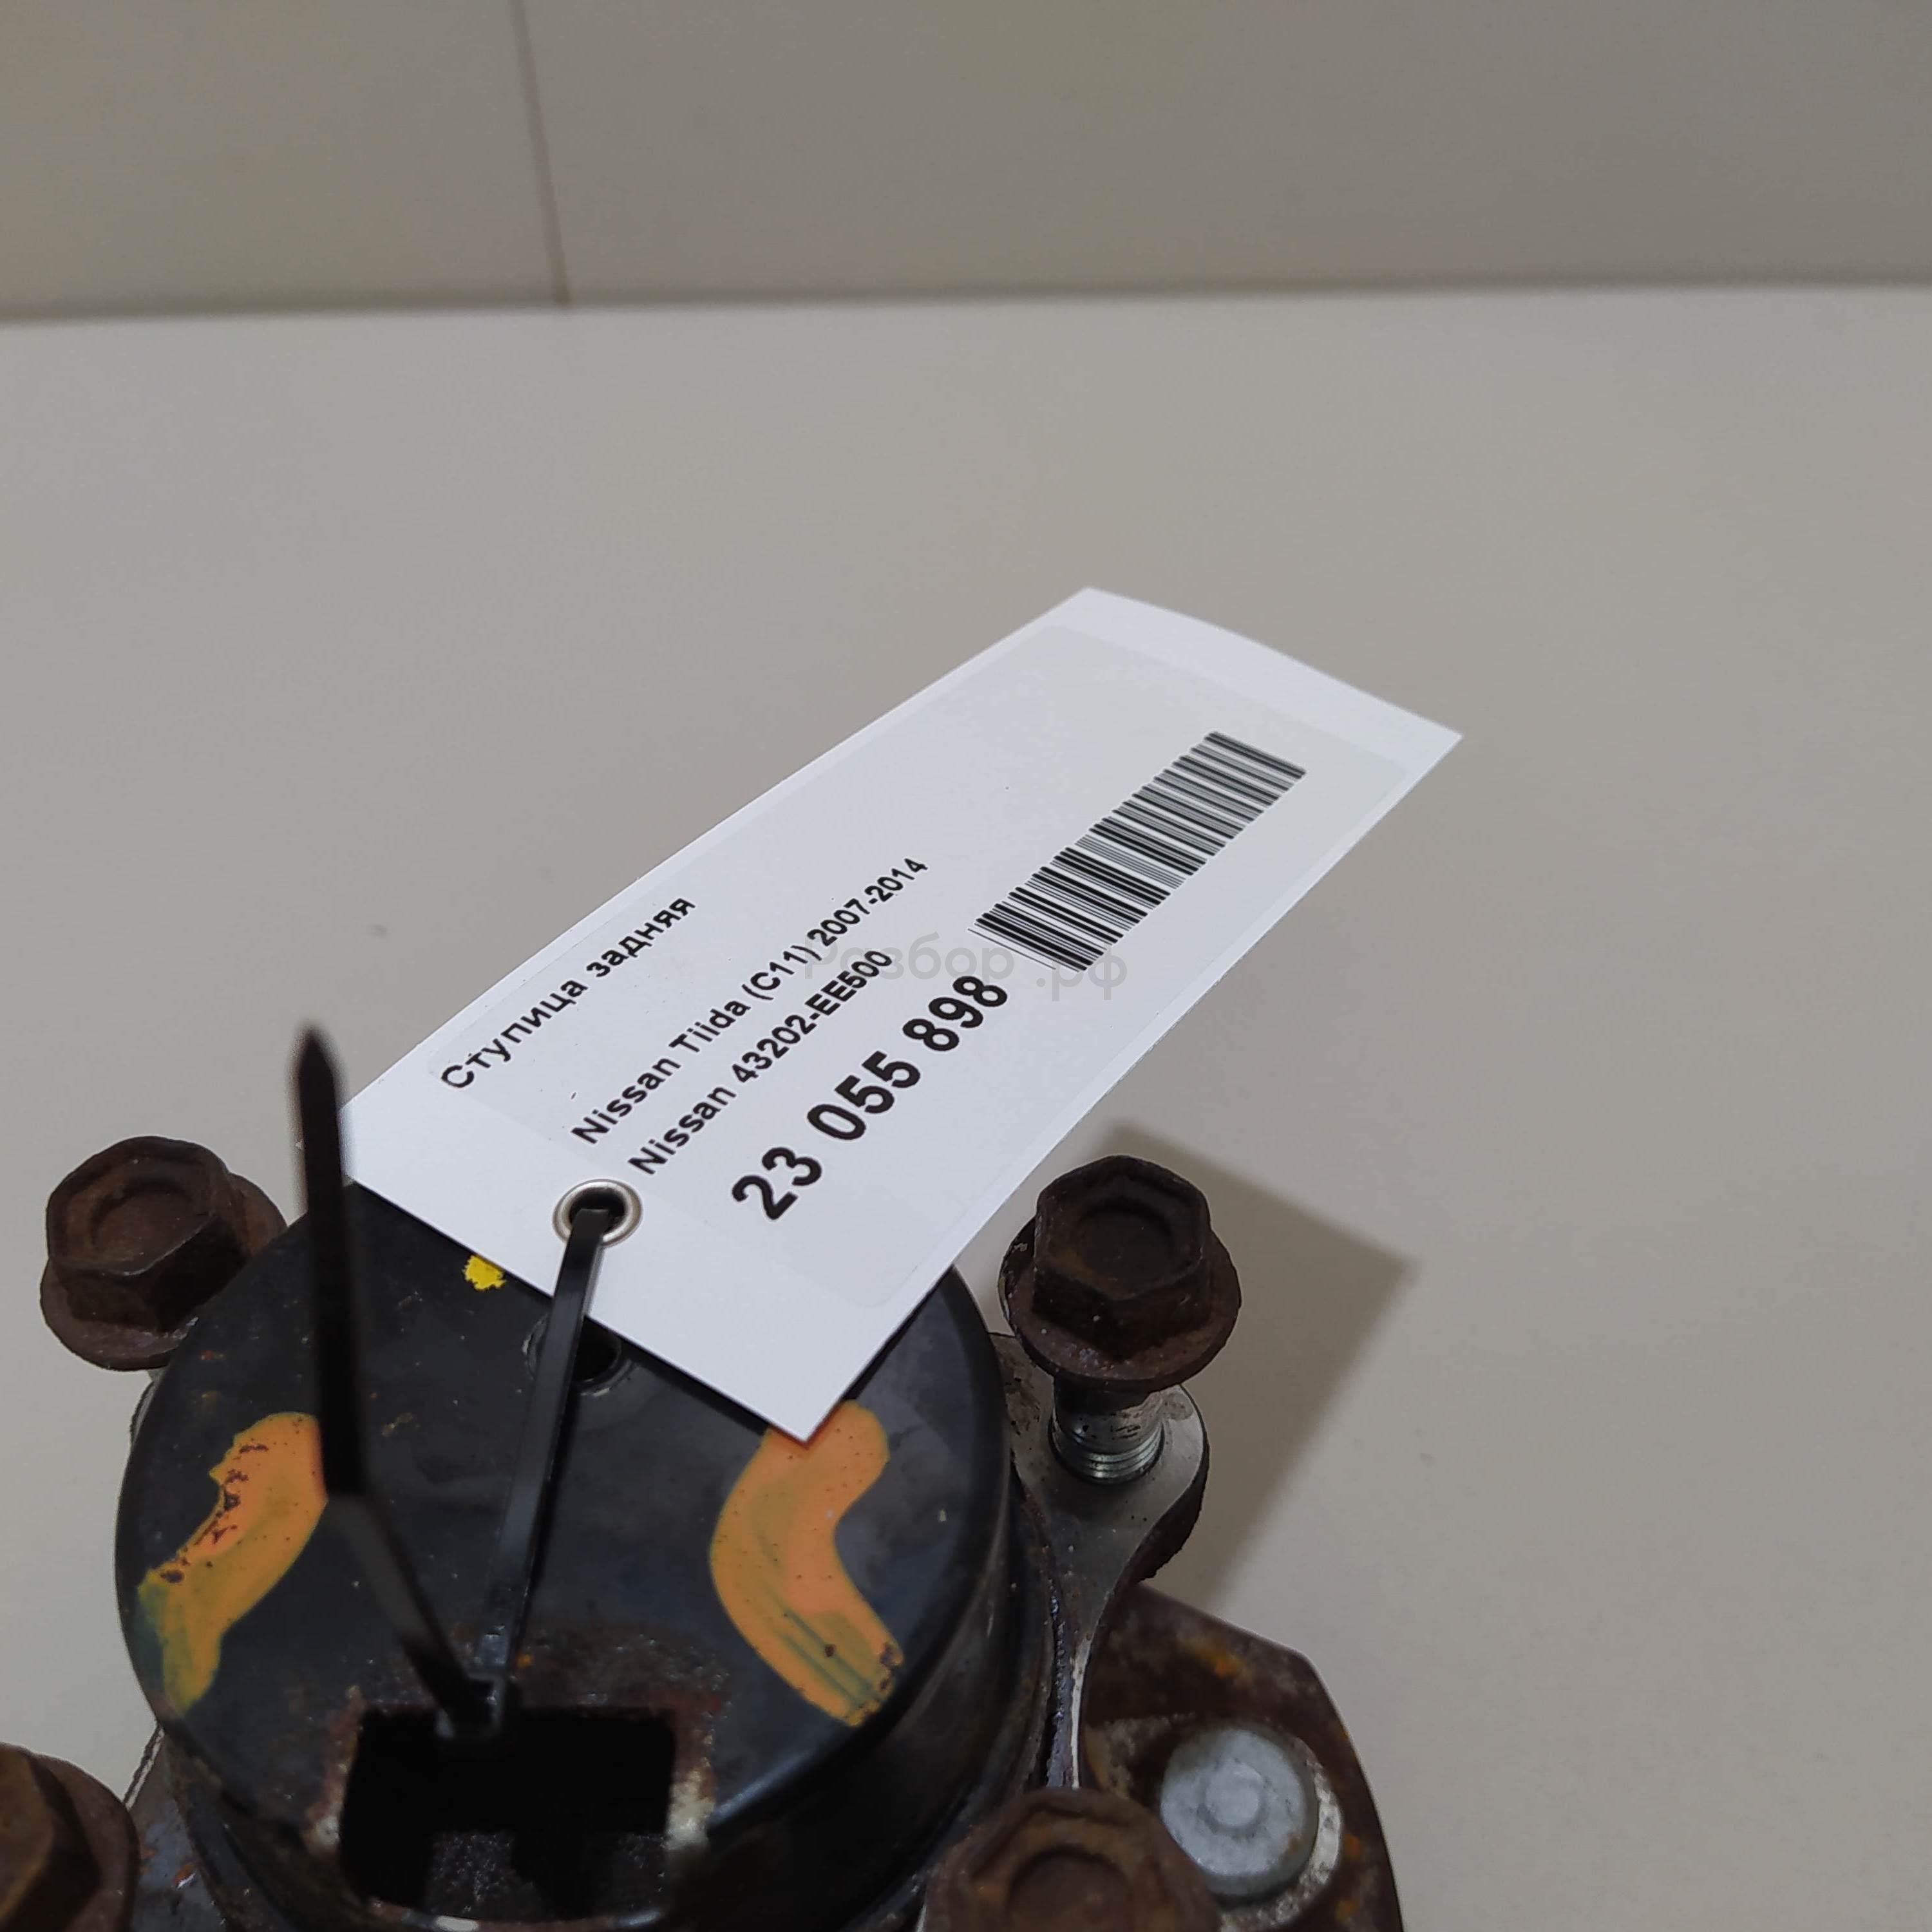 Ступица задняя
Nissan Tiida (C11) 2007-2014
Nissan 43202-EE500
23 055 898
Разбор.рф